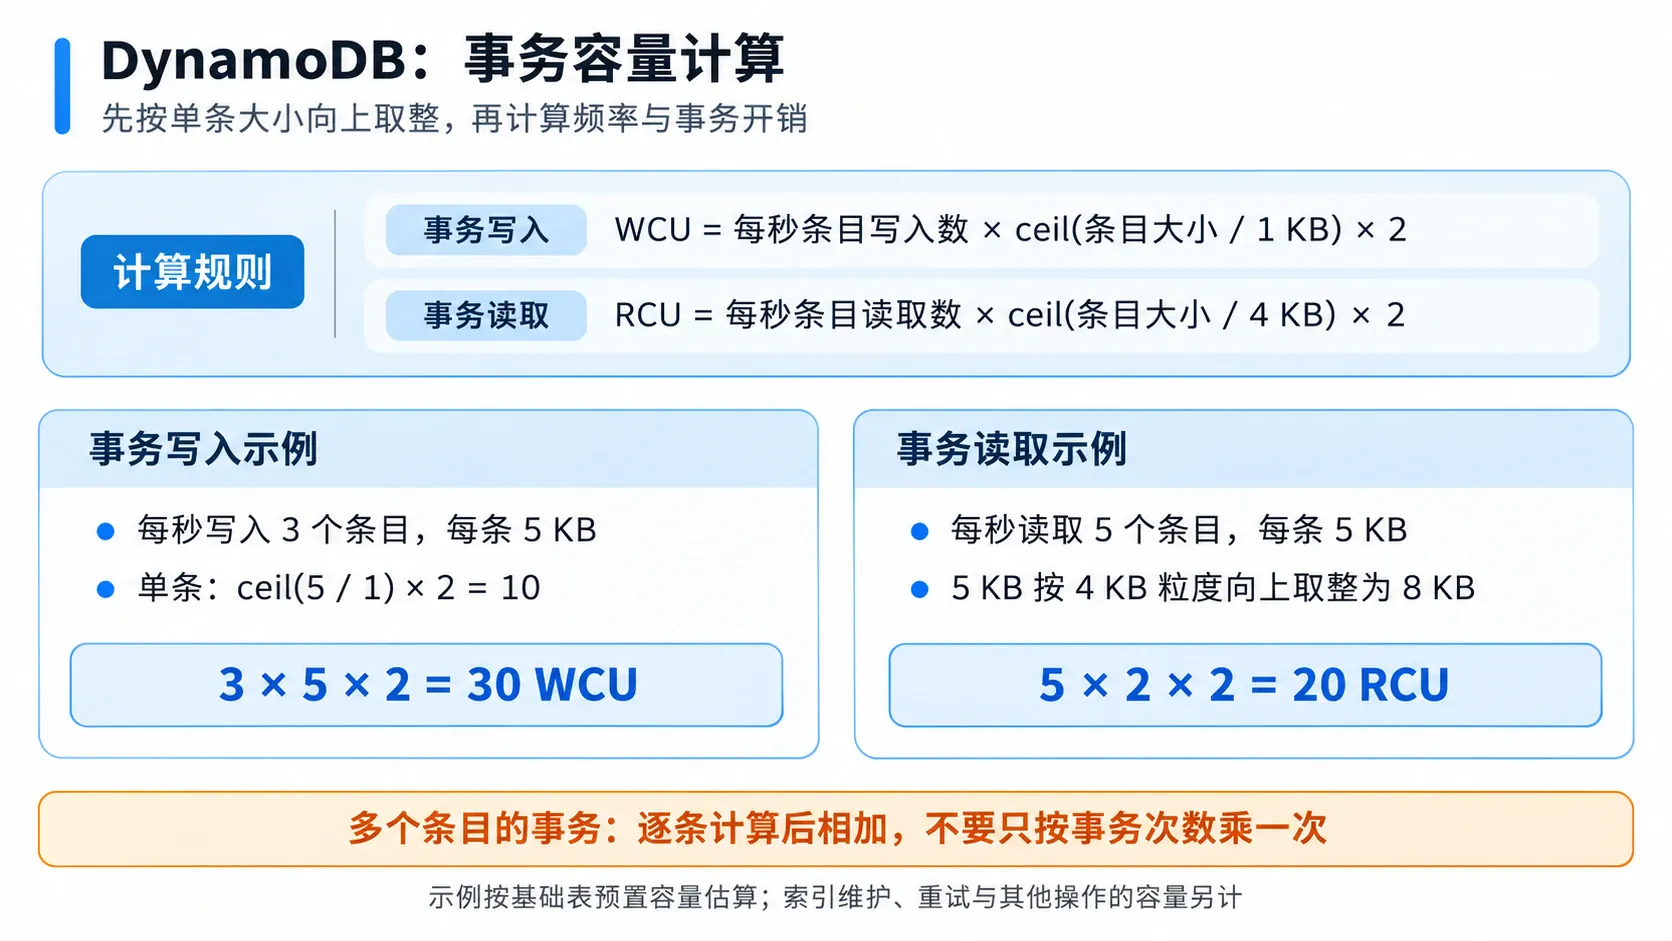 DynamoDB：事务容量计算
先按单条大小向上取整，再计算频率与事务开销
计算规则
事务写入
WCU = 每秒条目写入数 × ceil(条目大小 / 1 KB) × 2
事务读取
RCU = 每秒条目读取数 × ceil(条目大小 / 4 KB) × 2
事务写入示例
每秒写入 3 个条目，每条 5 KB
单条：ceil(5 / 1) × 2 = 10
3 × 5 × 2 = 30 WCU
事务读取示例
每秒读取 5 个条目，每条 5 KB
5 KB 按 4 KB 粒度向上取整为 8 KB
5 × 2 × 2 = 20 RCU
多个条目的事务：逐条计算后相加，不要只按事务次数乘一次
示例按基础表预置容量估算；索引维护、重试与其他操作的容量另计